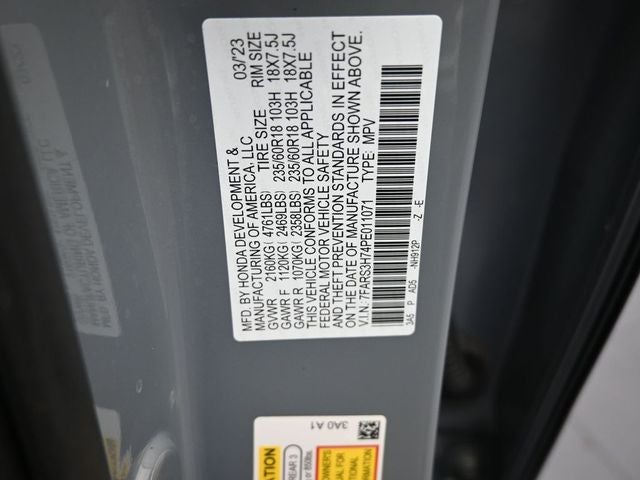 MFD. BY HONDA DEVELOPMENT & 03/'23
MANUFACTURING OF AMERICA, LLC
TIRE SIZE RIM SIZE
GVWR 2160KG( 4761LBS) 235/60R18 103H 18X7.5J
GAWR F 1120KG( 2469LBS) 235/60R18 103H 18X7.5J
GAWR R 1070KG( 2358LBS)
THIS VEHICLE CONFORMS TO ALL APPLICABLE
FEDERAL MOTOR VEHICLE SAFETY
AND THEFT PREVENTION STANDARDS IN EFFECT
ON THE DATE OF MANUFACTURE SHOWN ABOVE.
V.I.N.: 7FARS3H74PE011071 TYPE: MPV
3A5 P AD5 -NH912P -Z -E
3A0 A1
REAR 3